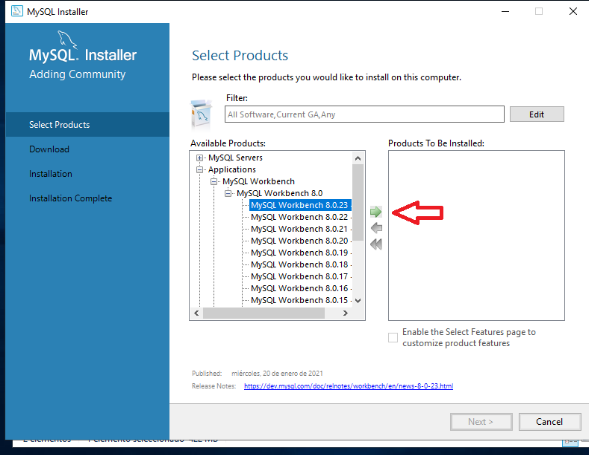 MySQL Installer
MySQL. Installer
Adding Community
Select Products
Download
Installation
Installation Complete
Select Products
Please select the products you would like to install on this computer.
Filter:
All Software,Current GA,Any
Edit
Available Products:
Products To Be Installed:
MySQL Servers
Applications
MySQL Workbench
MySQL Workbench 8.0
MySQL Workbench 8.0.23
MySQL Workbench 8.0.22
MySQL Workbench 8.0.21
MySQL Workbench 8.0.20
MySQL Workbench 8.0.19
MySQL Workbench 8.0.18
MySQL Workbench 8.0.17
MySQL Workbench 8.0.16
MySQL Workbench 8.0.15
Enable the Select Features page to
customize product features
Published: miércoles, 20 de enero de 2021
Release Notes: https://dev.mysql.com/doc/relnotes/workbench/en/news-8-0-23.html
Next >
Cancel